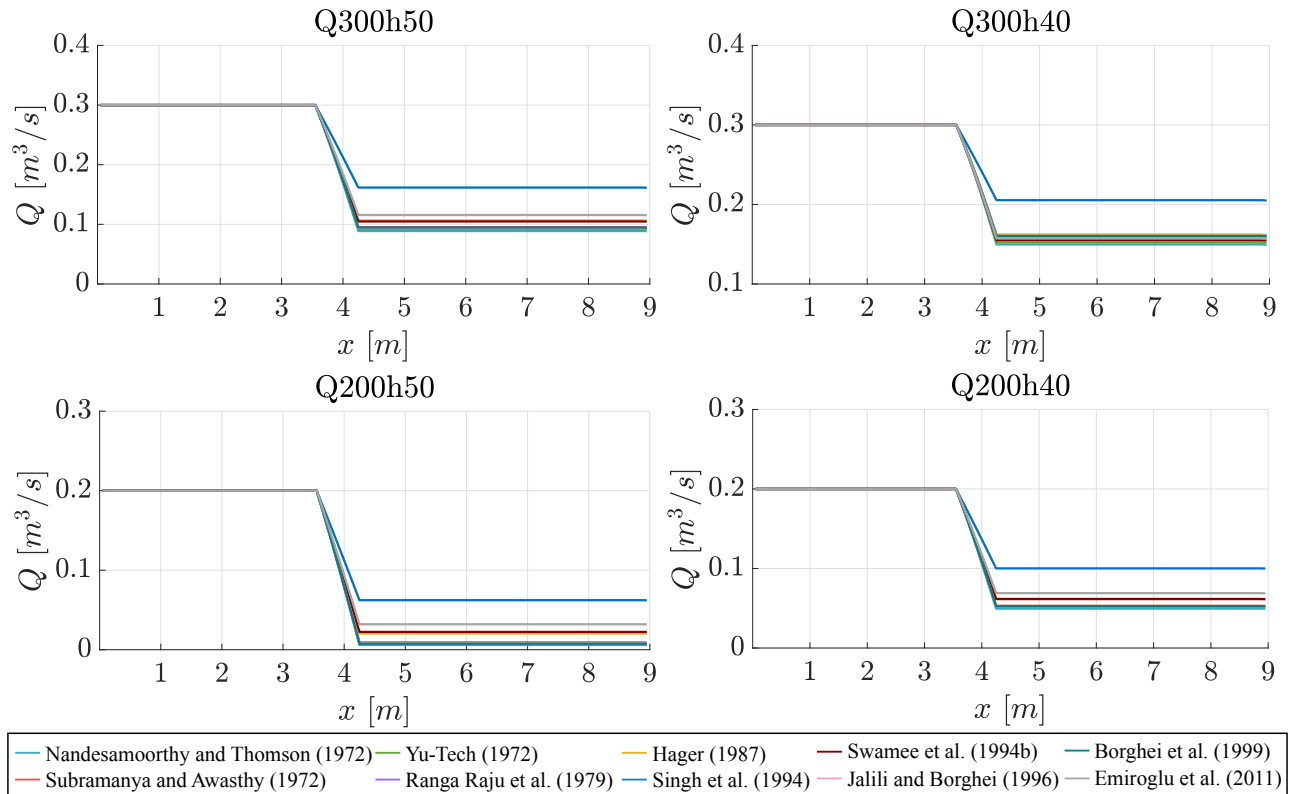 Q300h50
0.4
0.3
0.2
0.1
0
Q [m³/s]
1 2 3 4 5 6 7 8 9
x [m]
Q300h40
0.4
0.3
0.2
0.1
Q [m³/s]
1 2 3 4 5 6 7 8 9
x [m]
Q200h50
0.3
0.2
0.1
0
Q [m³/s]
1 2 3 4 5 6 7 8 9
x [m]
Q200h40
0.3
0.2
0.1
0
Q [m³/s]
1 2 3 4 5 6 7 8 9
x [m]
Nandesamoorthy and Thomson (1972) Yu-Tech (1972) Hager (1987) Swamee et al. (1994b) Borghei et al. (1999)
Subramanya and Awasthy (1972) Ranga Raju et al. (1979) Singh et al. (1994) Jalili and Borghei (1996) Emiroglu et al. (2011)